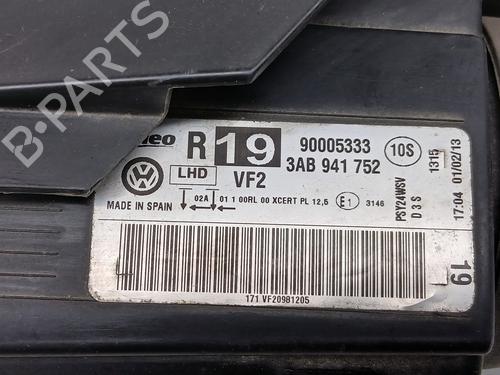 B-PARTS
R 19 90005333 10S
LHD VF2 3AB 941 752
MADE IN SPAIN 02A 01 1 00RL 00 XCERT PL 12,5 E1 3146
PSY24WSV
D3S
1315
17:04 01/02/13
19
171 VF20981205